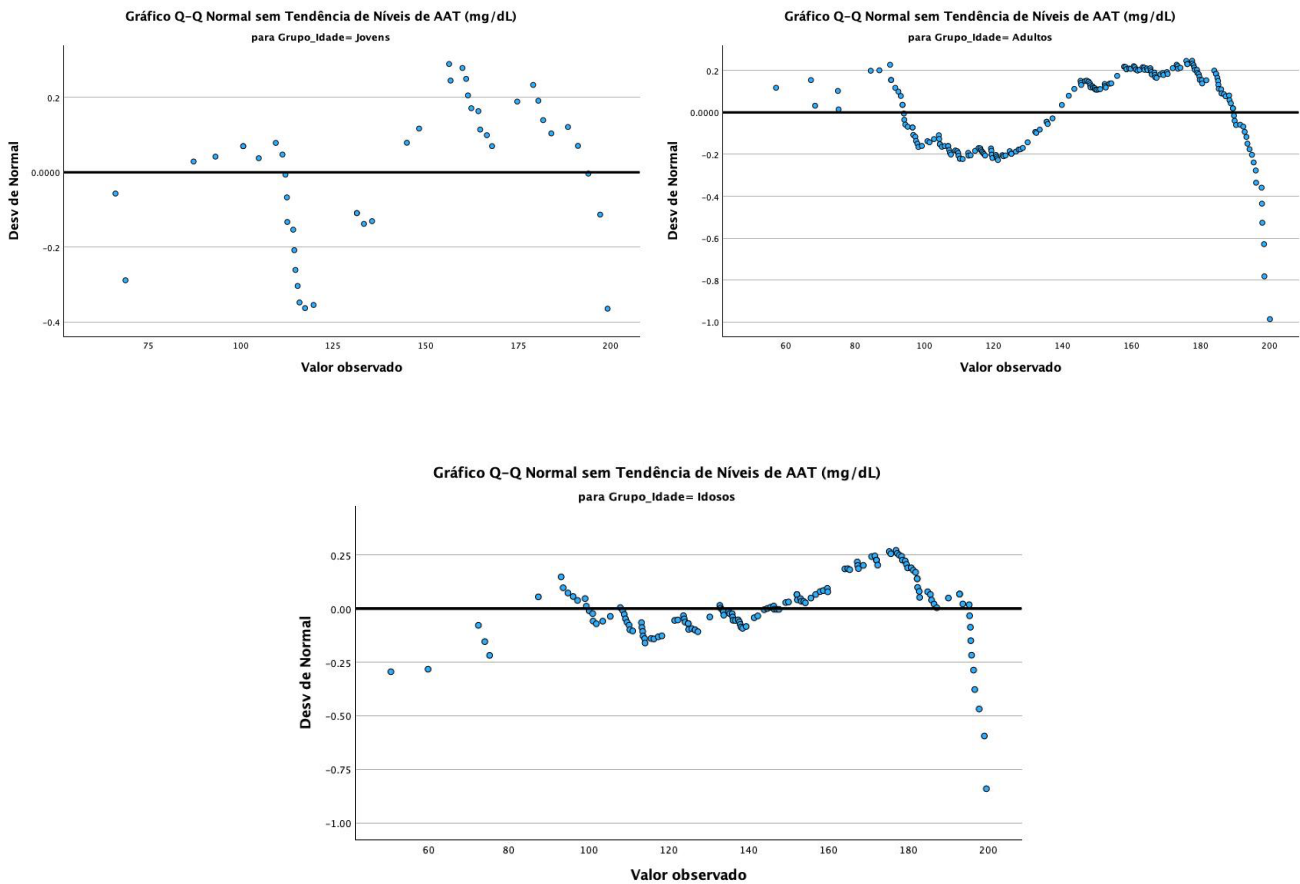 Gráfico Q-Q Normal sem Tendência de Níveis de AAT (mg/dL)
para Grupo_Idade= Jovens
0.2
0.0000
-0.2
-0.4
Desv de Normal
75 100 125 150 175 200
Valor observado
Gráfico Q-Q Normal sem Tendência de Níveis de AAT (mg/dL)
para Grupo_Idade= Adultos
0.2
0.0000
-0.2
-0.4
-0.6
-0.8
-1.0
Desv de Normal
60 80 100 120 140 160 180 200
Valor observado
Gráfico Q-Q Normal sem Tendência de Níveis de AAT (mg/dL)
para Grupo_Idade= Idosos
0.25
0.00
-0.25
-0.50
-0.75
-1.00
Desv de Normal
60 80 100 120 140 160 180 200
Valor observado